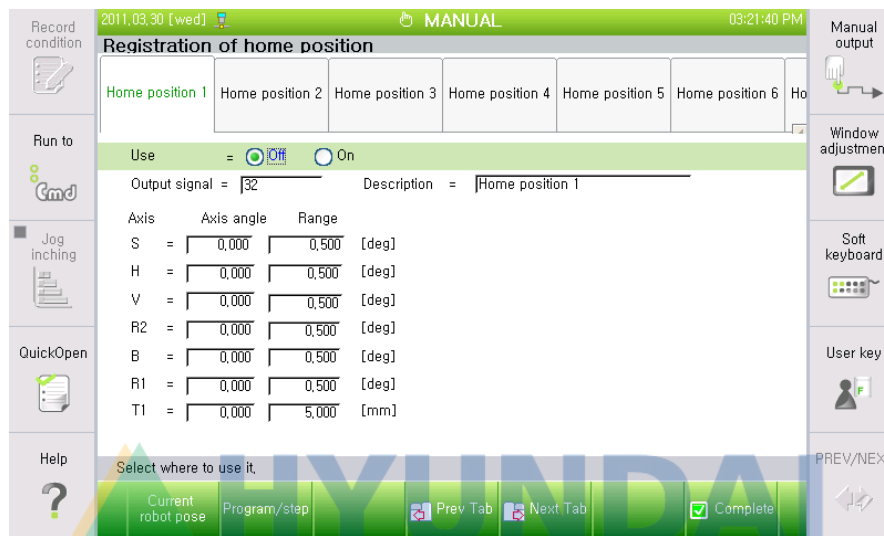 Record condition
2011,03,30 [wed]
MANUAL
03:21:40 PM
Manual output
Registration of home position
Home position 1 Home position 2 Home position 3 Home position 4 Home position 5 Home position 6 Ho
Run to
Cmd
Window adjustmen
Use = Off On
Output signal = 32 Description = Home positio 1
Axis Axis angle Range
S = 0,000 0,500 [deg]
H = 0,000 0,500 [deg]
V = 0,000 0,500 [deg]
R2 = 0,000 0,500 [deg]
B = 0,000 0,500 [deg]
R1 = 0,000 0,500 [deg]
T1 = 0,000 5,000 [mm]
Jog inching
Soft keyboard
QuickOpen
User key
F
Help
?
Select where to use it,
PREV/NEX
HYUNDAI
Current robot pose
Program/step
Prev Tab
Next Tab
Complete